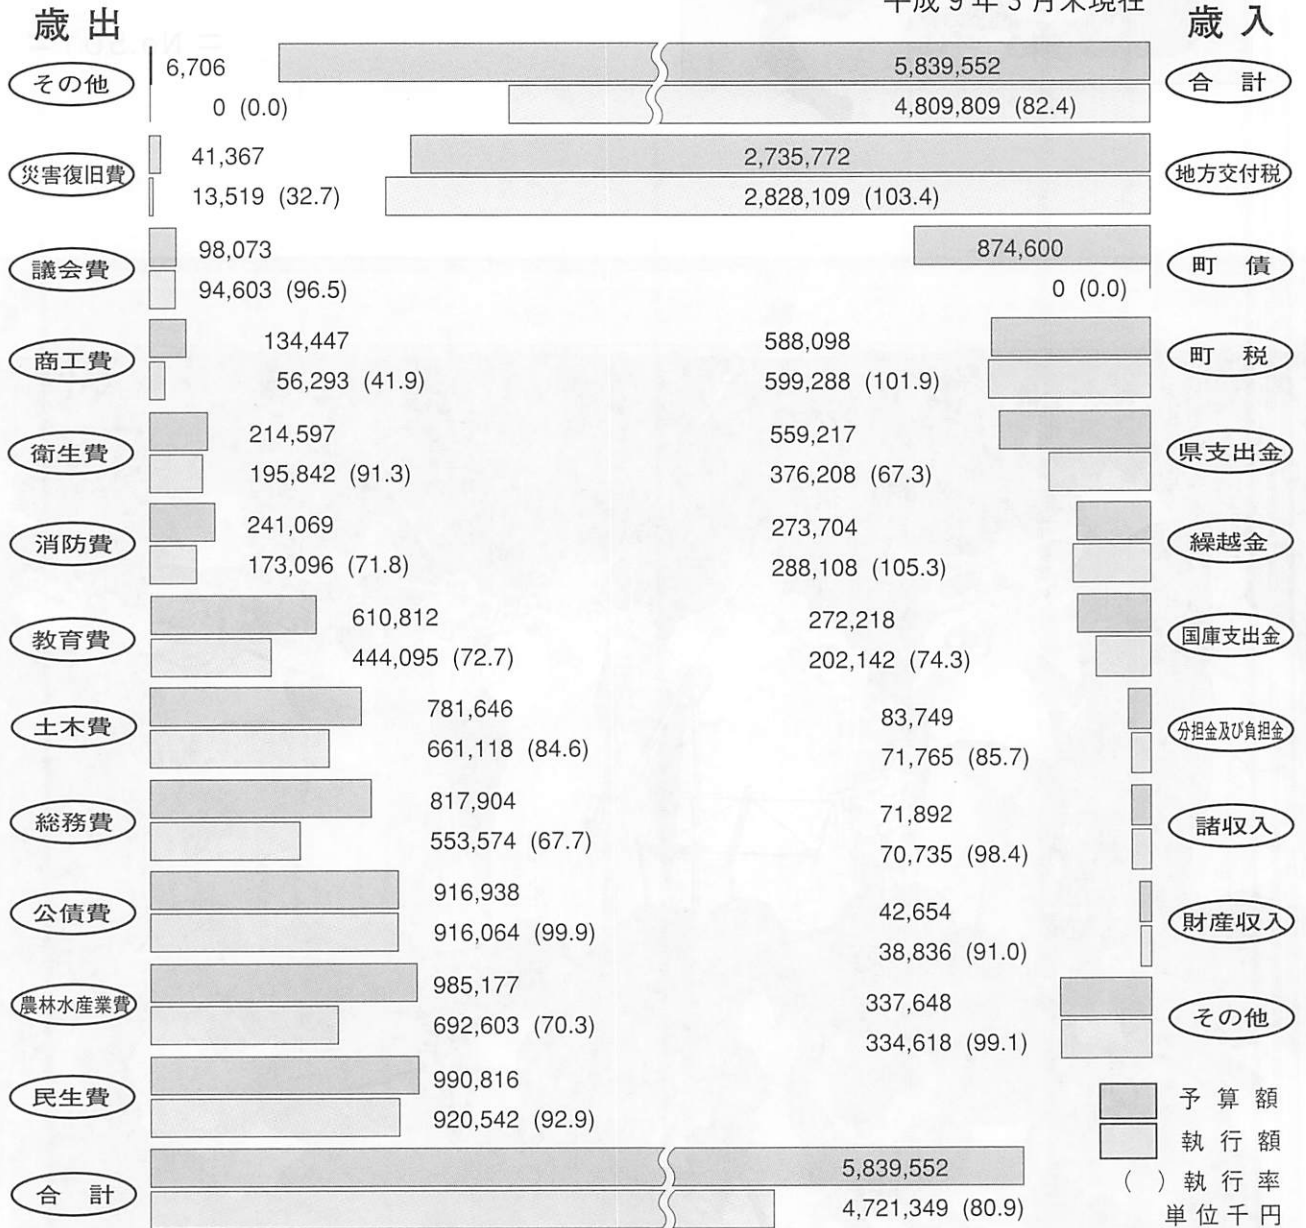 平成9年3月末現在
歳出
歳入
その他
6,706
0 (0.0)
災害復旧費
41,367
13,519 (32.7)
議会費
98,073
94,603 (96.5)
商工費
134,447
56,293 (41.9)
衛生費
214,597
195,842 (91.3)
消防費
241,069
173,096 (71.8)
教育費
610,812
444,095 (72.7)
土木費
781,646
661,118 (84.6)
総務費
817,904
553,574 (67.7)
公債費
916,938
916,064 (99.9)
農林水産業費
985,177
692,603 (70.3)
民生費
990,816
920,542 (92.9)
合計
5,839,552
4,721,349 (80.9)
合計
5,839,552
4,809,809 (82.4)
地方交付税
2,735,772
2,828,109 (103.4)
町債
874,600
0 (0.0)
町税
588,098
599,288 (101.9)
県支出金
559,217
376,208 (67.3)
繰越金
273,704
288,108 (105.3)
国庫支出金
272,218
202,142 (74.3)
分担金及び負担金
83,749
71,765 (85.7)
諸収入
71,892
70,735 (98.4)
財産収入
42,654
38,836 (91.0)
その他
337,648
334,618 (99.1)
予算額
執行額
( ) 執行率
単位千円